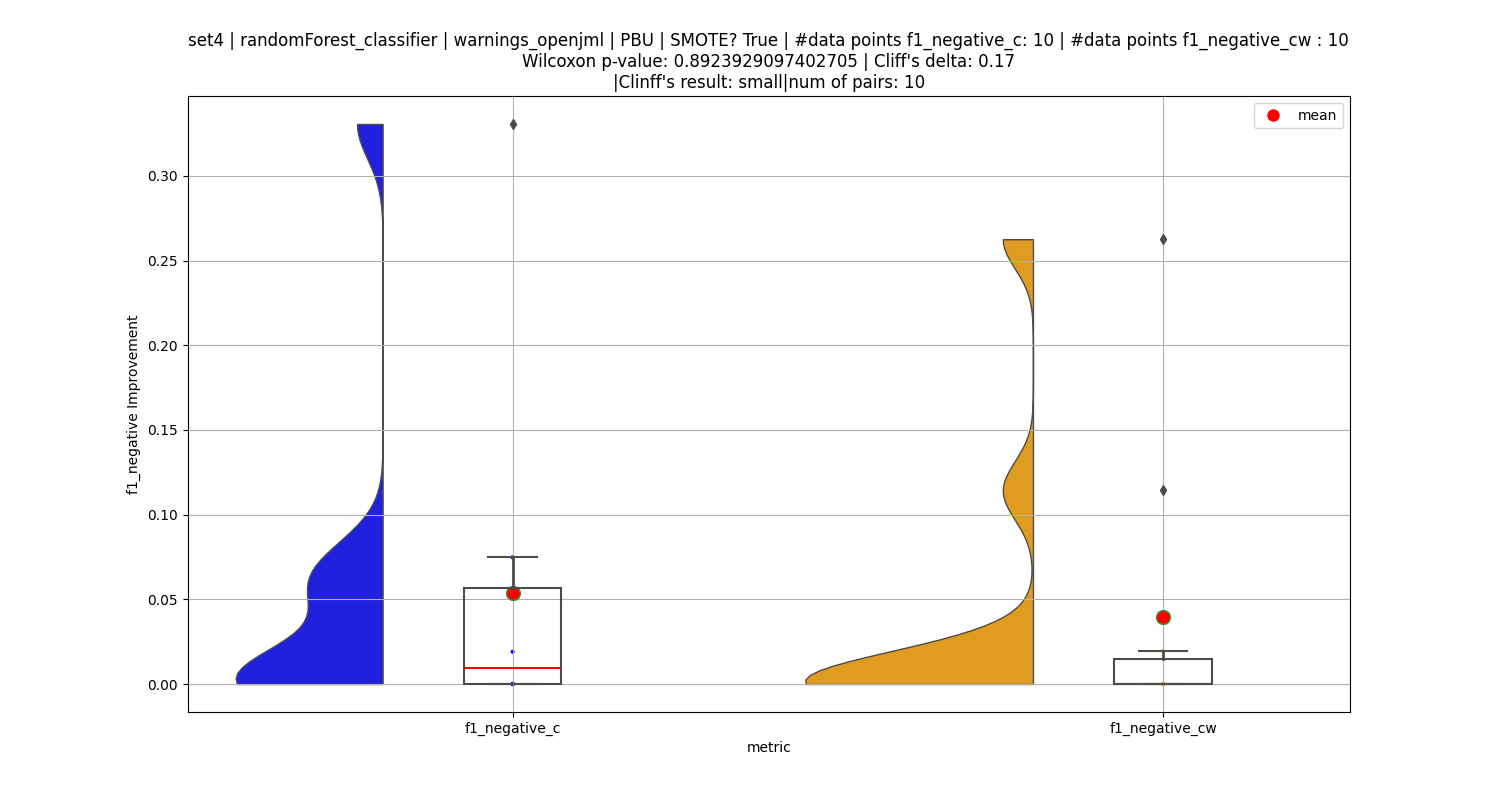 set4 | randomForest_classifier | warnings_openjml | PBU | SMOTE? True | #data points f1_negative_c: 10 | #data points f1_negative_cw : 10
Wilcoxon p-value: 0.8923929097402705 | Cliff's delta: 0.17
|Clinff's result: small|num of pairs: 10
mean
f1_negative Improvement
0.30
0.25
0.20
0.15
0.10
0.05
0.00
f1_negative_c
f1_negative_cw
metric